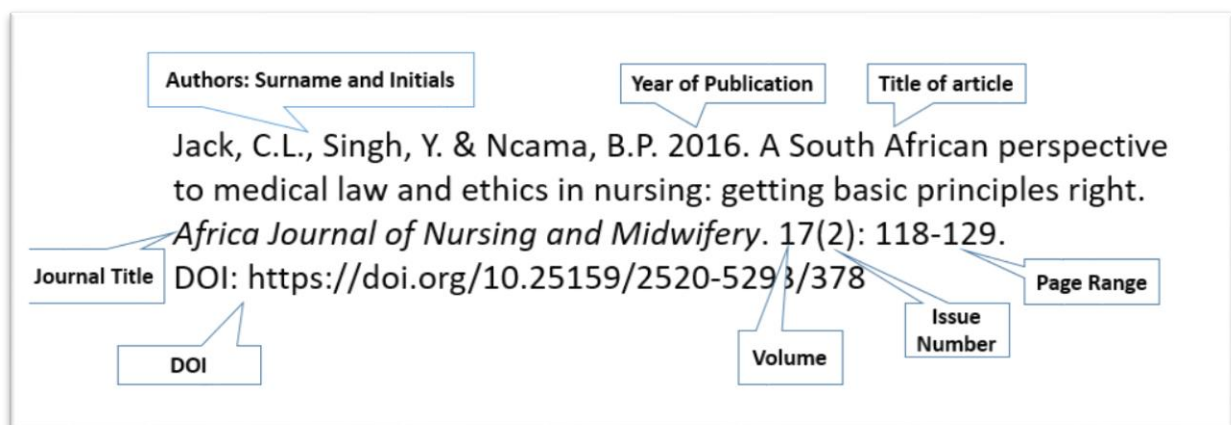 Authors: Surname and Initials
Year of Publication
Title of article
Jack, C.L., Singh, Y. & Ncama, B.P. 2016. A South African perspective
to medical law and ethics in nursing: getting basic principles right.
Africa Journal of Nursing and Midwifery. 17(2): 118-129.
Journal Title
DOI: https://doi.org/10.25159/2520-5293/378
Page Range
Issue
Number
Volume
DOI